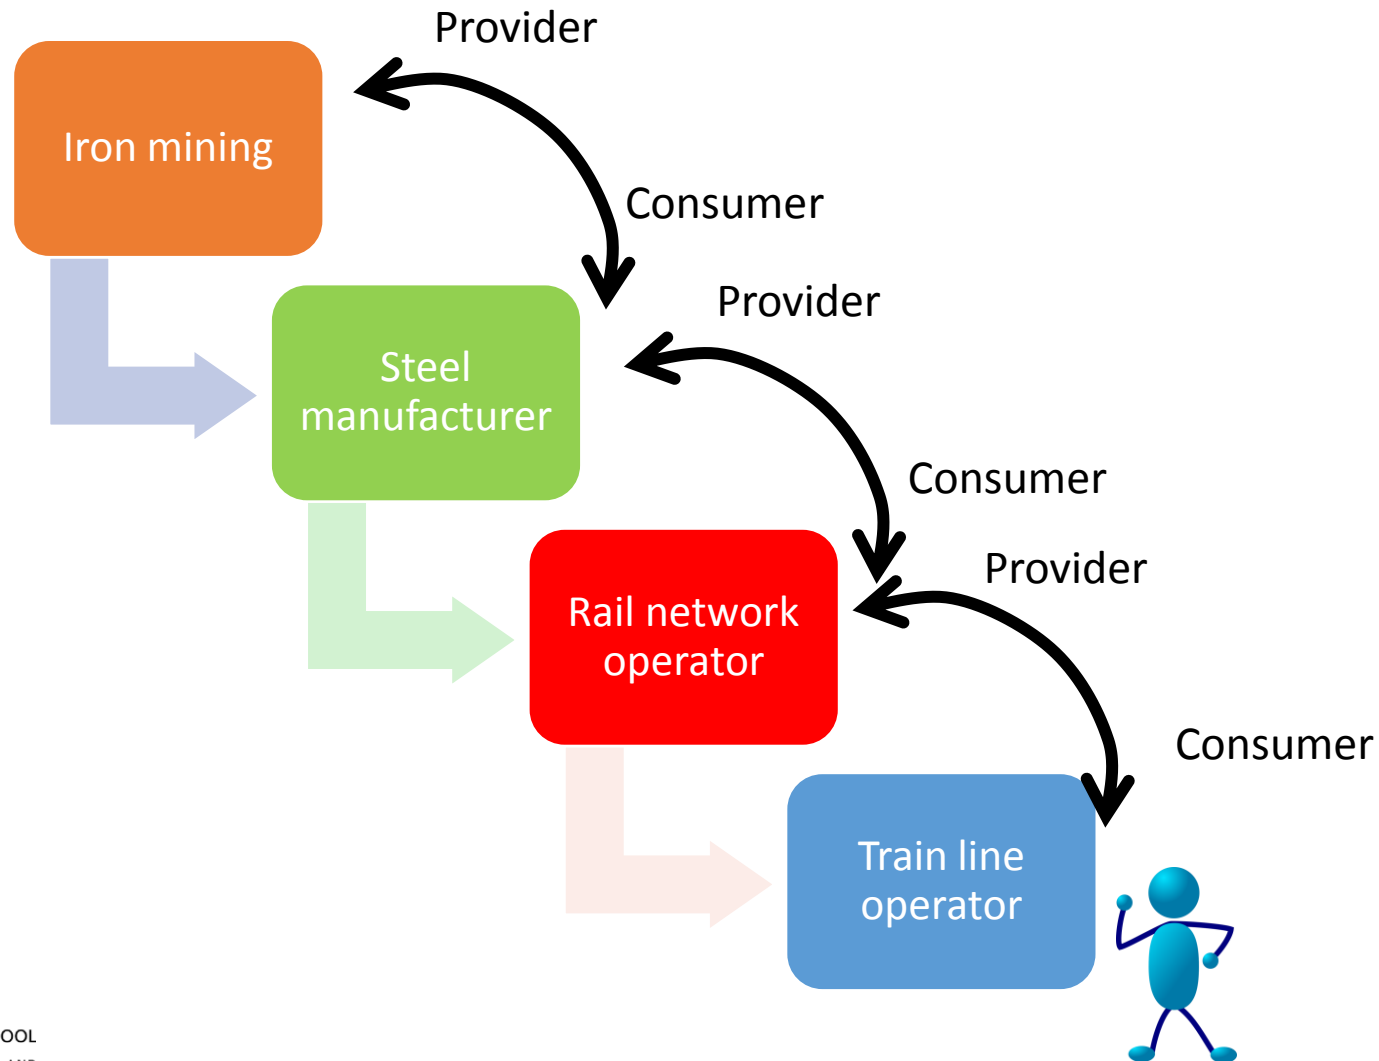 Provider
Iron mining
Consumer
Provider
Steel
manufacturer
Consumer
Provider
Rail network
operator
Consumer
Train line
operator
OOL